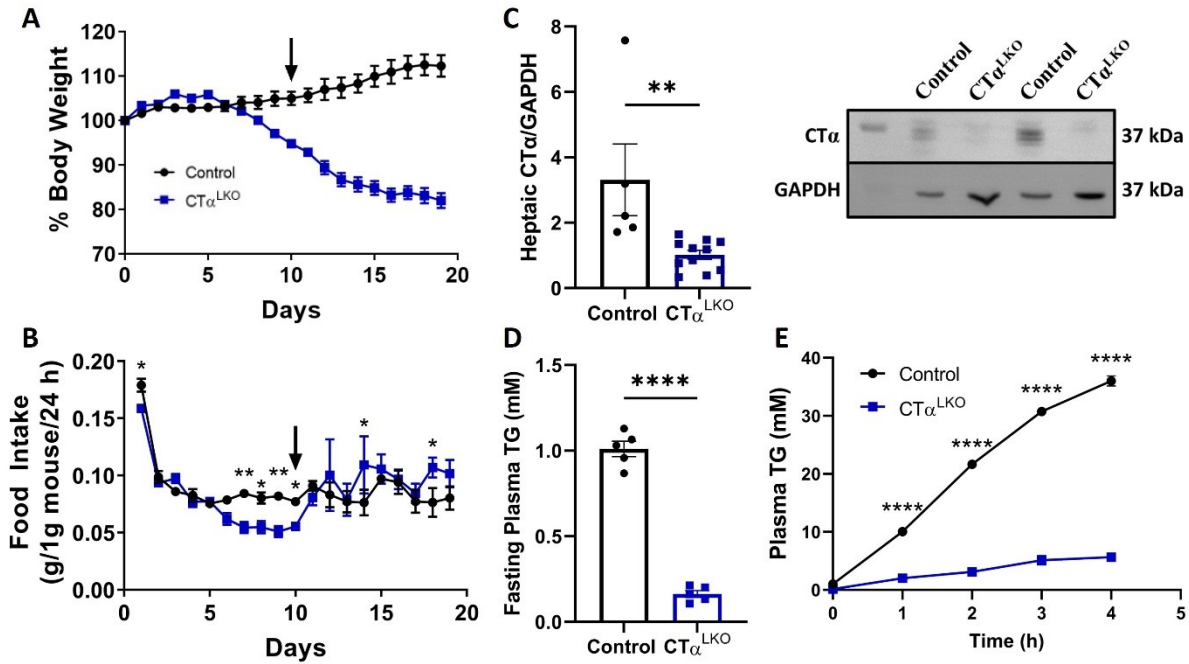 A
120
110
100
90
80
70
% Body Weight
Control
CTα^LKO
0 5 10 15 20
Days
B
0.20
0.15
0.10
0.05
0.00
Food Intake
(g/1g mouse/24 h)
* ** * ** * * *
0 5 10 15 20
Days
C
8
6
4
2
0
Heptaic CTα/GAPDH
**
Control CTα^LKO
Control CTα^LKO Control CTα^LKO
CTα 37 kDa
GAPDH 37 kDa
D
1.5
1.0
0.5
0.0
Fasting Plasma TG (mM)
****
Control CTα^LKO
E
40
30
20
10
0
Plasma TG (mM)
Control
CTα^LKO
**** **** **** ****
0 1 2 3 4 5
Time (h)